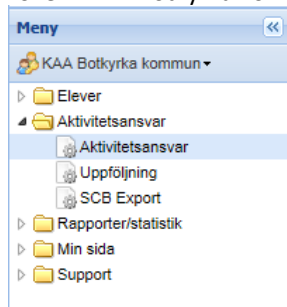 Meny
KAA Botkyrka kommun
Elever
Aktivitetsansvar
Aktivitetsansvar
Uppföljning
SCB Export
Rapporter/statistik
Min sida
Support